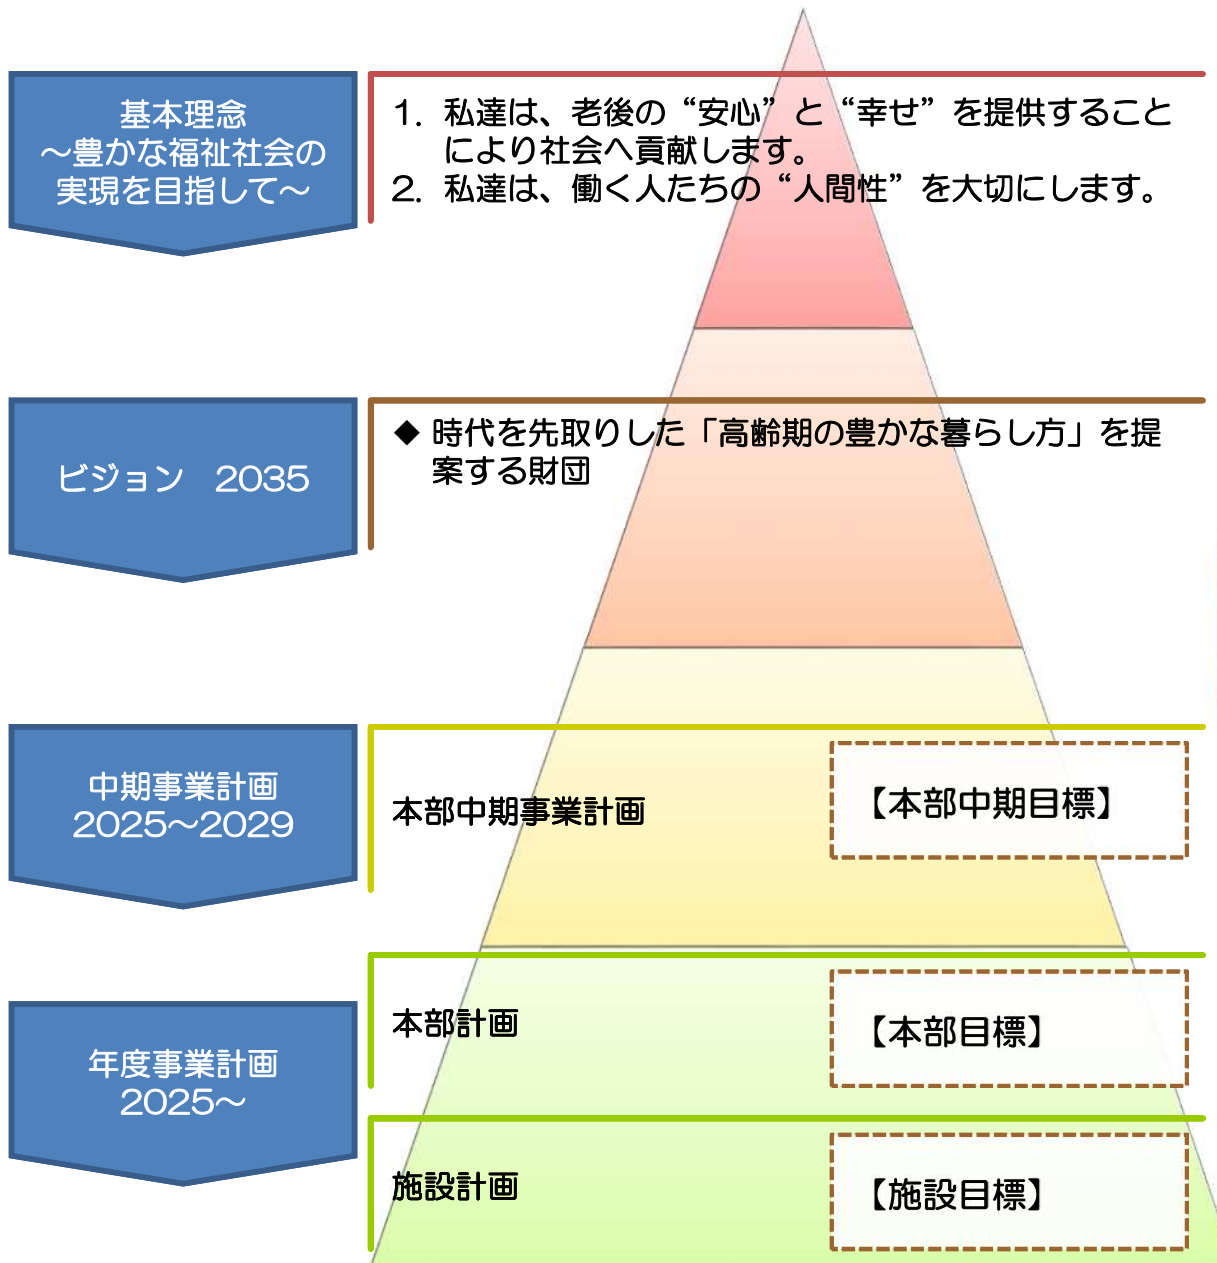 基本理念
～豊かな福祉社会の
実現を目指して～
1. 私達は、老後の“安心”と“幸せ”を提供すること
により社会へ貢献します。
2. 私達は、働く人たちの“人間性”を大切にします。
ビジョン　2035
◆ 時代を先取りした「高齢期の豊かな暮らし方」を提
案する財団
中期事業計画
2025～2029
本部中期事業計画
【本部中期目標】
年度事業計画
2025～
本部計画
【本部目標】
施設計画
【施設目標】